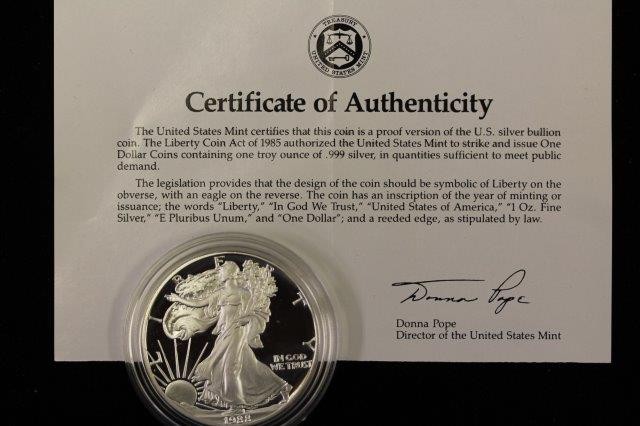 TREASURY
UNITED STATES MINT
Certificate of Authenticity
The United States Mint certifies that this coin is a proof version of the U.S. silver bullion
coin. The Liberty Coin Act of 1985 authorized the United States Mint to strike and issue One
Dollar Coins containing one troy ounce of .999 silver, in quantities sufficient to meet public
demand.
The legislation provides that the design of the coin should be symbolic of Liberty on the
obverse, with an eagle on the reverse. The coin has an inscription of the year of minting or
issuance; the words “Liberty,” “In God We Trust,” “United States of America,” “1 Oz. Fine
Silver,” “E Pluribus Unum,” and “One Dollar”; and a reeded edge, as stipulated by law.
Donna Pope
Donna Pope
Director of the United States Mint
LIBERTY
IN GOD
WE TRUST
1988